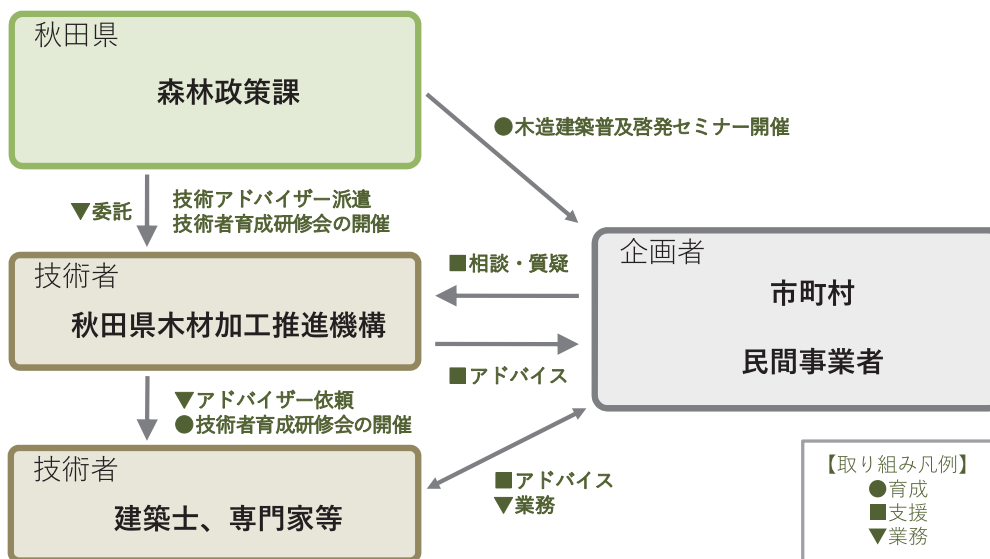 秋田県
森林政策課
●木造建築普及啓発セミナー開催
▼委託
技術アドバイザー派遣
技術者育成研修会の開催
技術者
秋田県木材加工推進機構
■相談・質疑
■アドバイス
企画者
市町村
民間事業者
▼アドバイザー依頼
●技術者育成研修会の開催
技術者
建築士、専門家等
■アドバイス
▼業務
【取り組み凡例】
●育成
■支援
▼業務